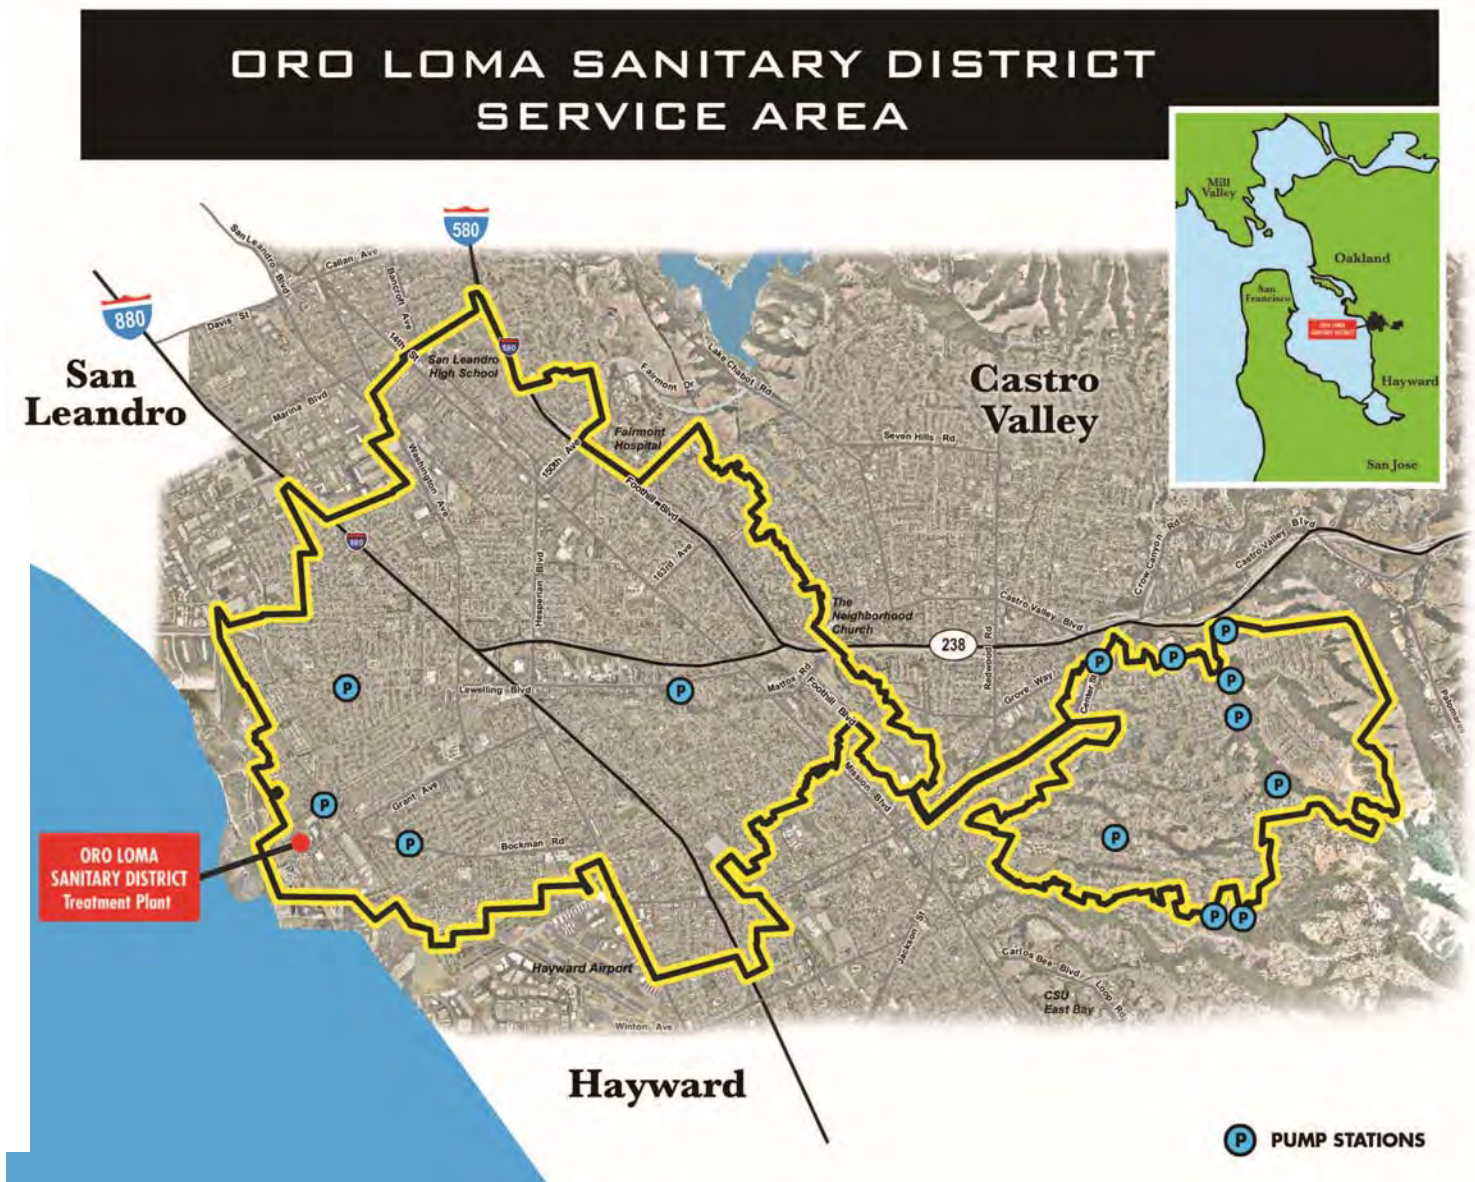 ORO LOMA SANITARY DISTRICT
SERVICE AREA
Mill
Valley
Oakland
San
Francisco
ORO LOMA
SANITARY DISTRICT
Hayward
San Jose
580
880
San Leandro Blvd
Callan Ave
Bancroft Ave
Davis St
14th St
580
San Leandro
High School
San
Leandro
Marina Blvd
Fairmont Dr
Lake Chabot Rd
Castro
Valley
Washington Ave
150th Ave
Fairmont
Hospital
Seven Hills Rd
Foothill Blvd
880
163rd Ave
Hesperian Blvd
Crow Canyon Rd
Castro Valley Blvd
The
Neighborhood
Church
Castro Valley Blvd
238
Redwood Rd
P
P
P
P
P
P
Lewelling Blvd
Mattox Rd
Foothill Blvd
Grove Way
Center St
P
Mission Blvd
P
P
Grant Ave
P
P
Bockman Rd
ORO LOMA
SANITARY DISTRICT
Treatment Plant
P
P
Jackson St
Hayward Airport
Carlos Bee Blvd
Loop Rd
CSU
East Bay
Winton Ave
Hayward
P PUMP STATIONS